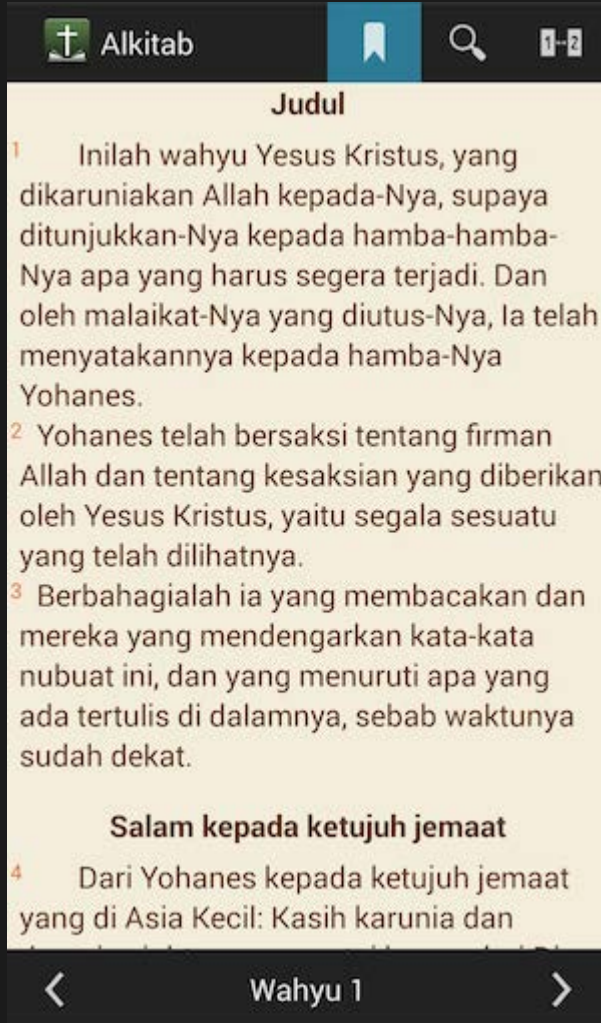 Alkitab
1--2
Judul
1 Inilah wahyu Yesus Kristus, yang
dikaruniakan Allah kepada-Nya, supaya
ditunjukkan-Nya kepada hamba-hamba-
Nya apa yang harus segera terjadi. Dan
oleh malaikat-Nya yang diutus-Nya, Ia telah
menyatakannya kepada hamba-Nya
Yohanes.
2 Yohanes telah bersaksi tentang firman
Allah dan tentang kesaksian yang diberikan
oleh Yesus Kristus, yaitu segala sesuatu
yang telah dilihatnya.
3 Berbahagialah ia yang membacakan dan
mereka yang mendengarkan kata-kata
nubuat ini, dan yang menuruti apa yang
ada tertulis di dalamnya, sebab waktunya
sudah dekat.
Salam kepada ketujuh jemaat
4 Dari Yohanes kepada ketujuh jemaat
yang di Asia Kecil: Kasih karunia dan
Wahyu 1